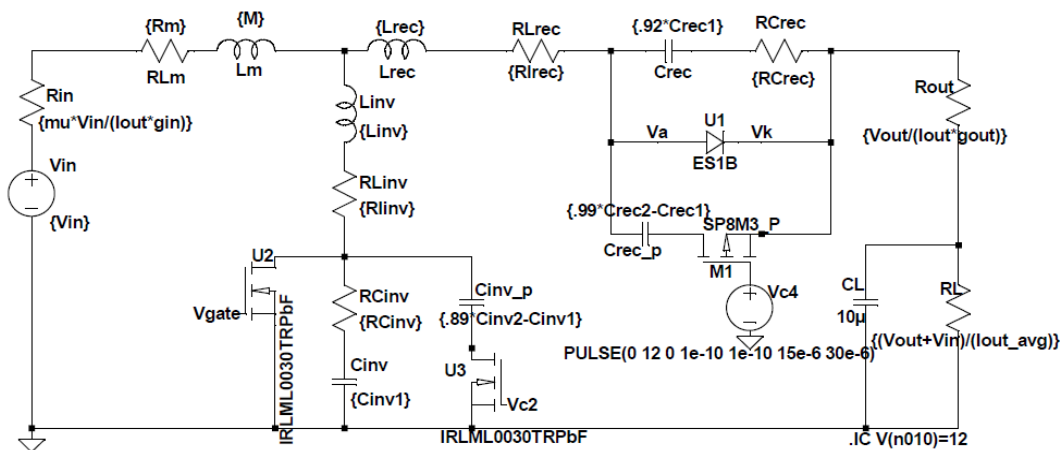 {Rm}
RLm
{M}
Lm
{Lrec}
Lrec
RLrec
{Rlrec}
{.92*Crec1}
Crec
RCrec
{RCrec}
Rin
{mu*Vin/(Iout*gin)}
Linv
{Linv}
Va
U1
Vk
ES1B
Rout
{Vout/(Iout*gout)}
Vin
{Vin}
RLinv
{Rlinv}
{.99*Crec2-Crec1}
Crec_p
SP8M3_P
M1
U2
Vgate
IRLML0030TRPbF
RCinv
{RCinv}
Cinv_p
{.89*Cinv2-Cinv1}
Vc4
PULSE(0 12 0 1e-10 1e-10 15e-6 30e-6)
CL
10µ
RL
{(Vout+Vin)/(Iout_avg)}
Cinv
{Cinv1}
U3
Vc2
IRLML0030TRPbF
.IC V(n010)=12